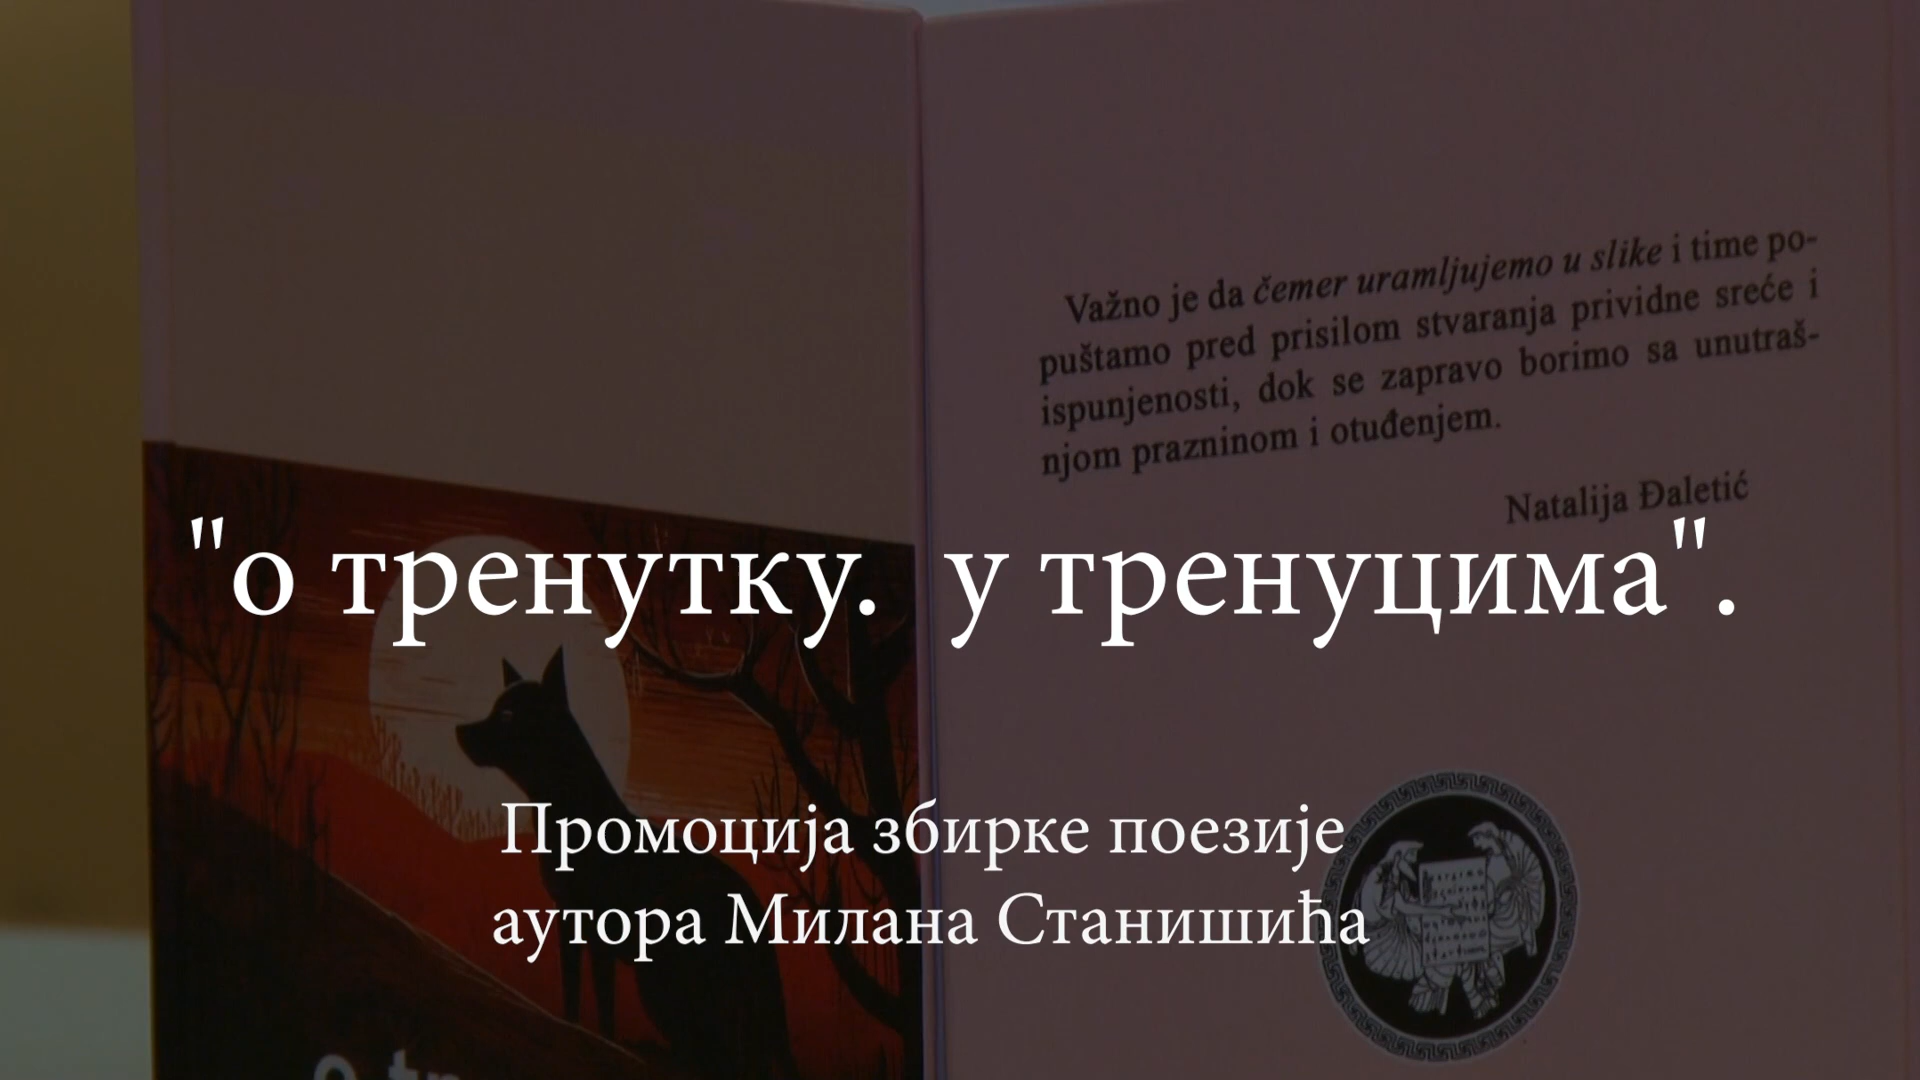 Važno je da čemer uramljujemo u slike i time po-
puštamo pred prisilom stvaranja prividne sreće i
ispunjenosti, dok se zapravo borimo sa unutraš-
njom prazninom i otuđenjem.
Natalija Đaletić
"о тренутку.  у тренуцима".
Промоција збирке поезије
аутора Милана Станишића